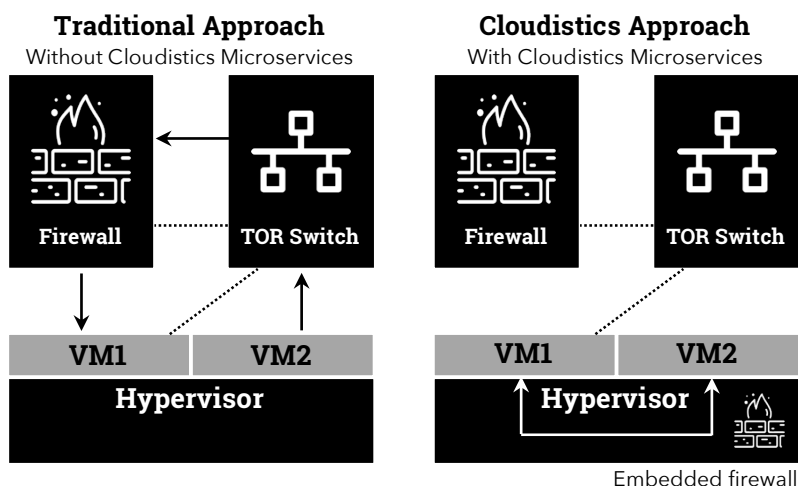 Traditional Approach
Without Cloudistics Microservices
Firewall
TOR Switch
VM1
VM2
Hypervisor
Cloudistics Approach
With Cloudistics Microservices
Firewall
TOR Switch
VM1
VM2
Hypervisor
Embedded firewall